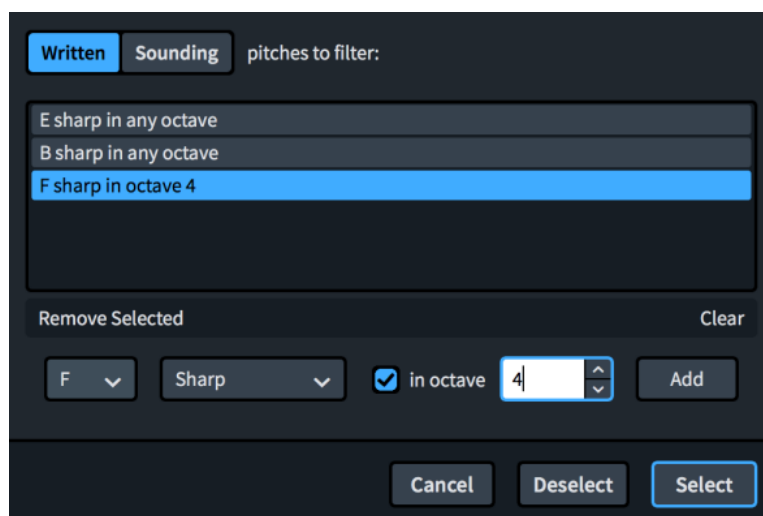 Written Sounding pitches to filter:
E sharp in any octave
B sharp in any octave
F sharp in octave 4
Remove Selected Clear
F Sharp in octave 4 Add
Cancel Deselect Select